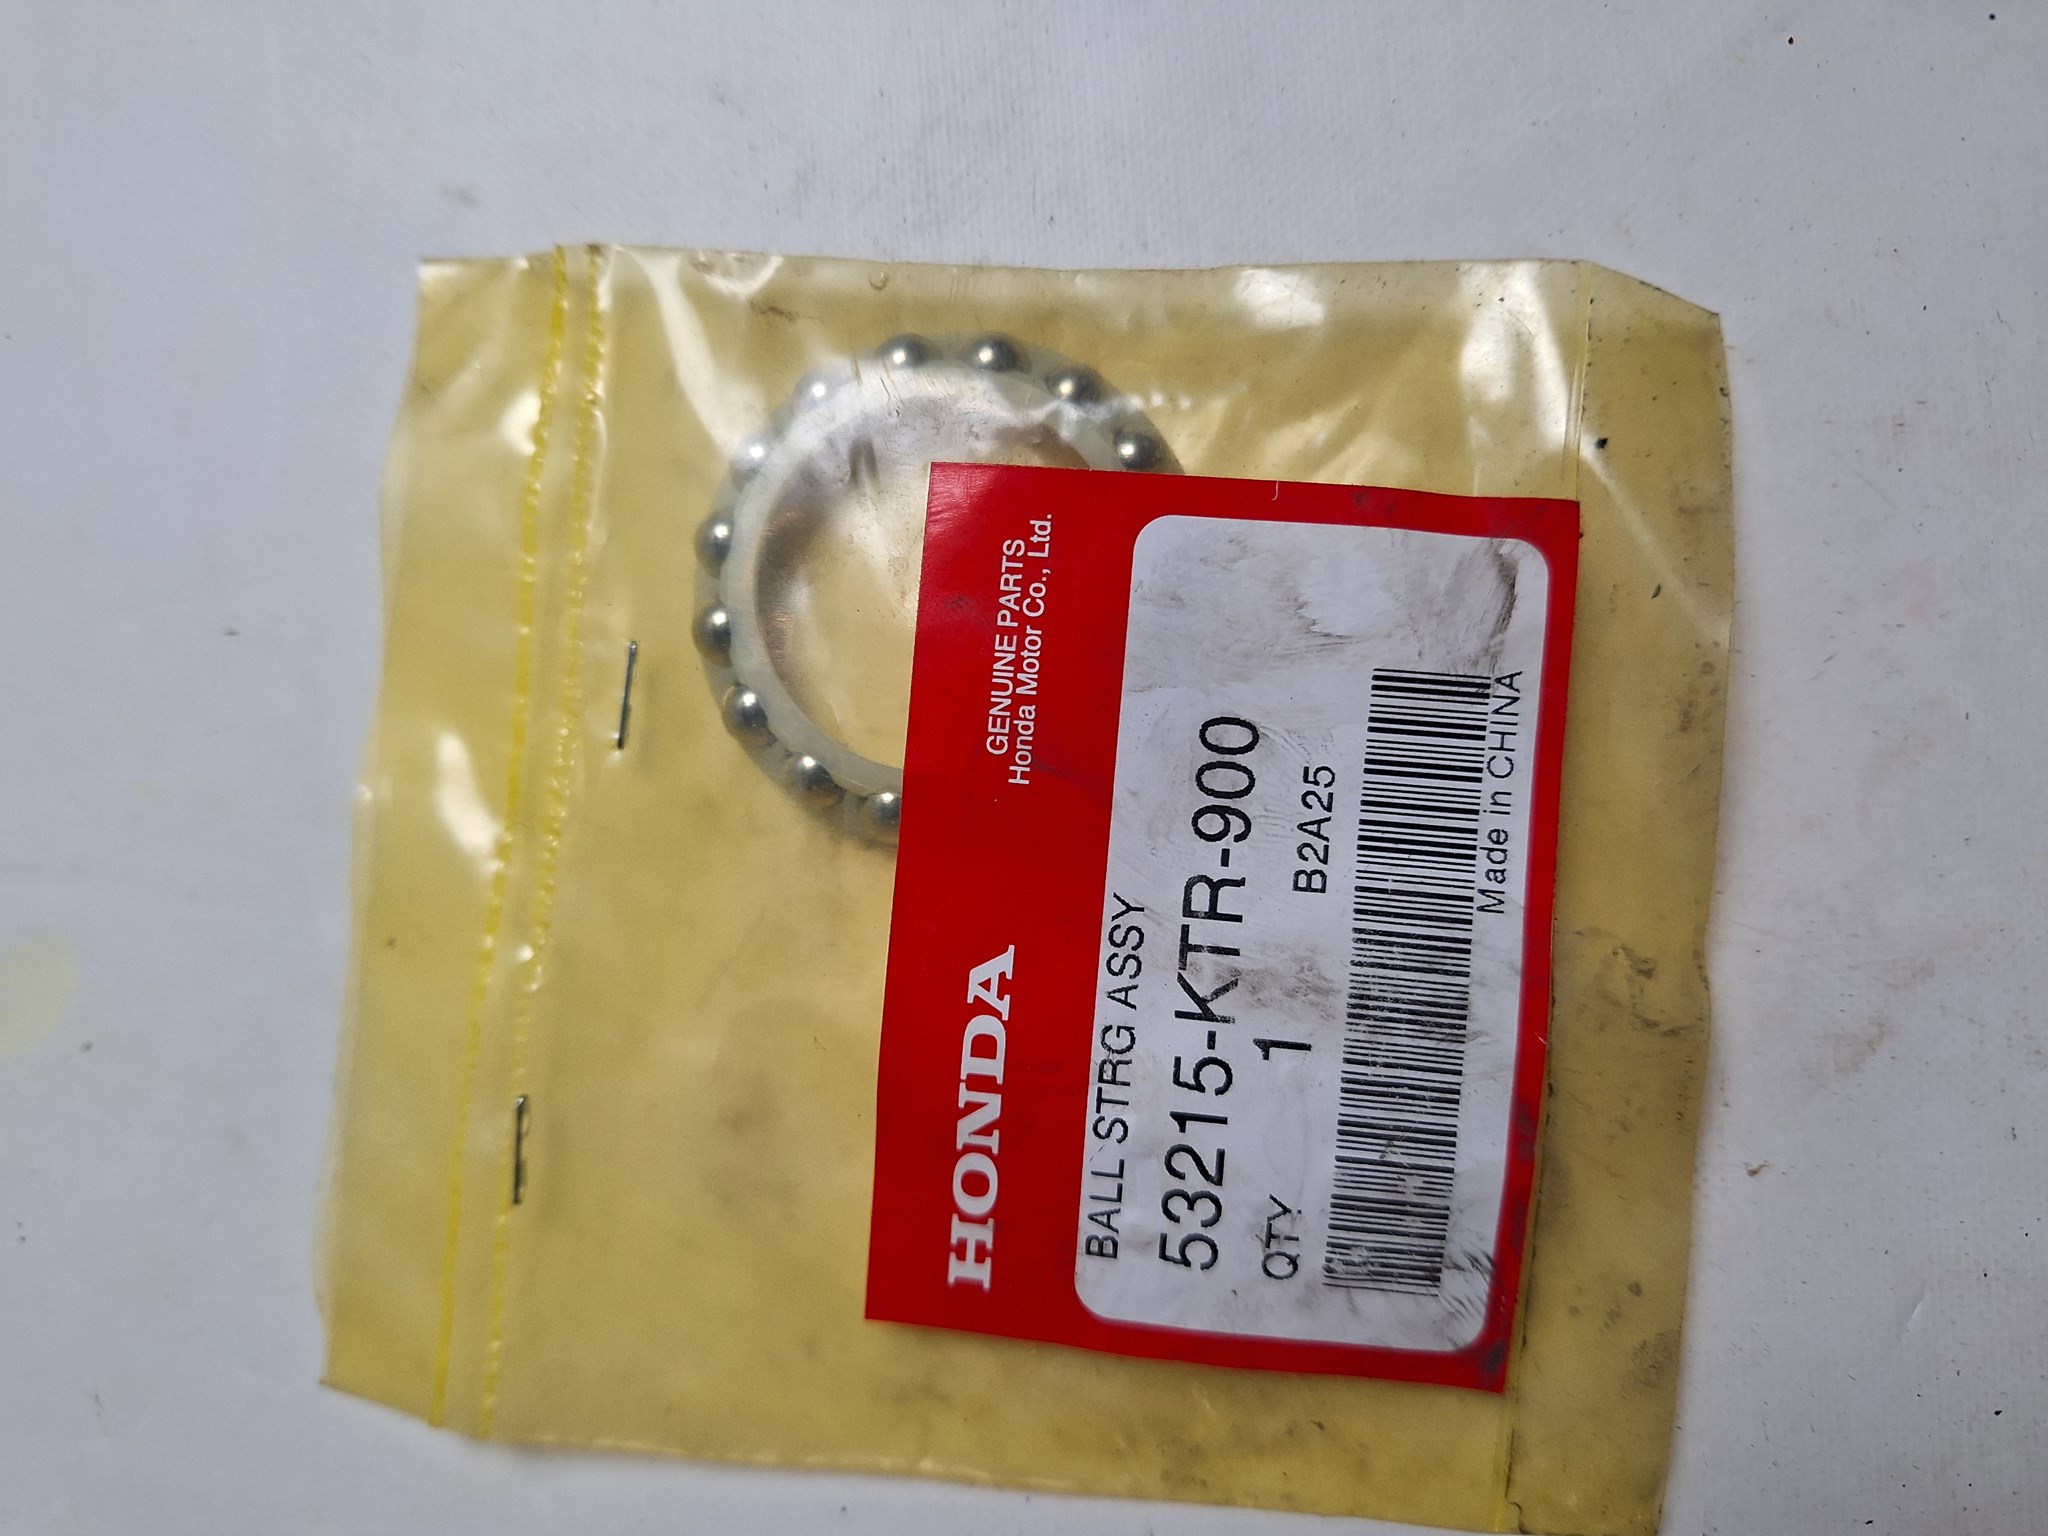 HONDA
GENUINE PARTS
Honda Motor Co., Ltd.
BALL STRG ASSY
53215-KTR-900
QTY 1 B2A25
Made in CHINA